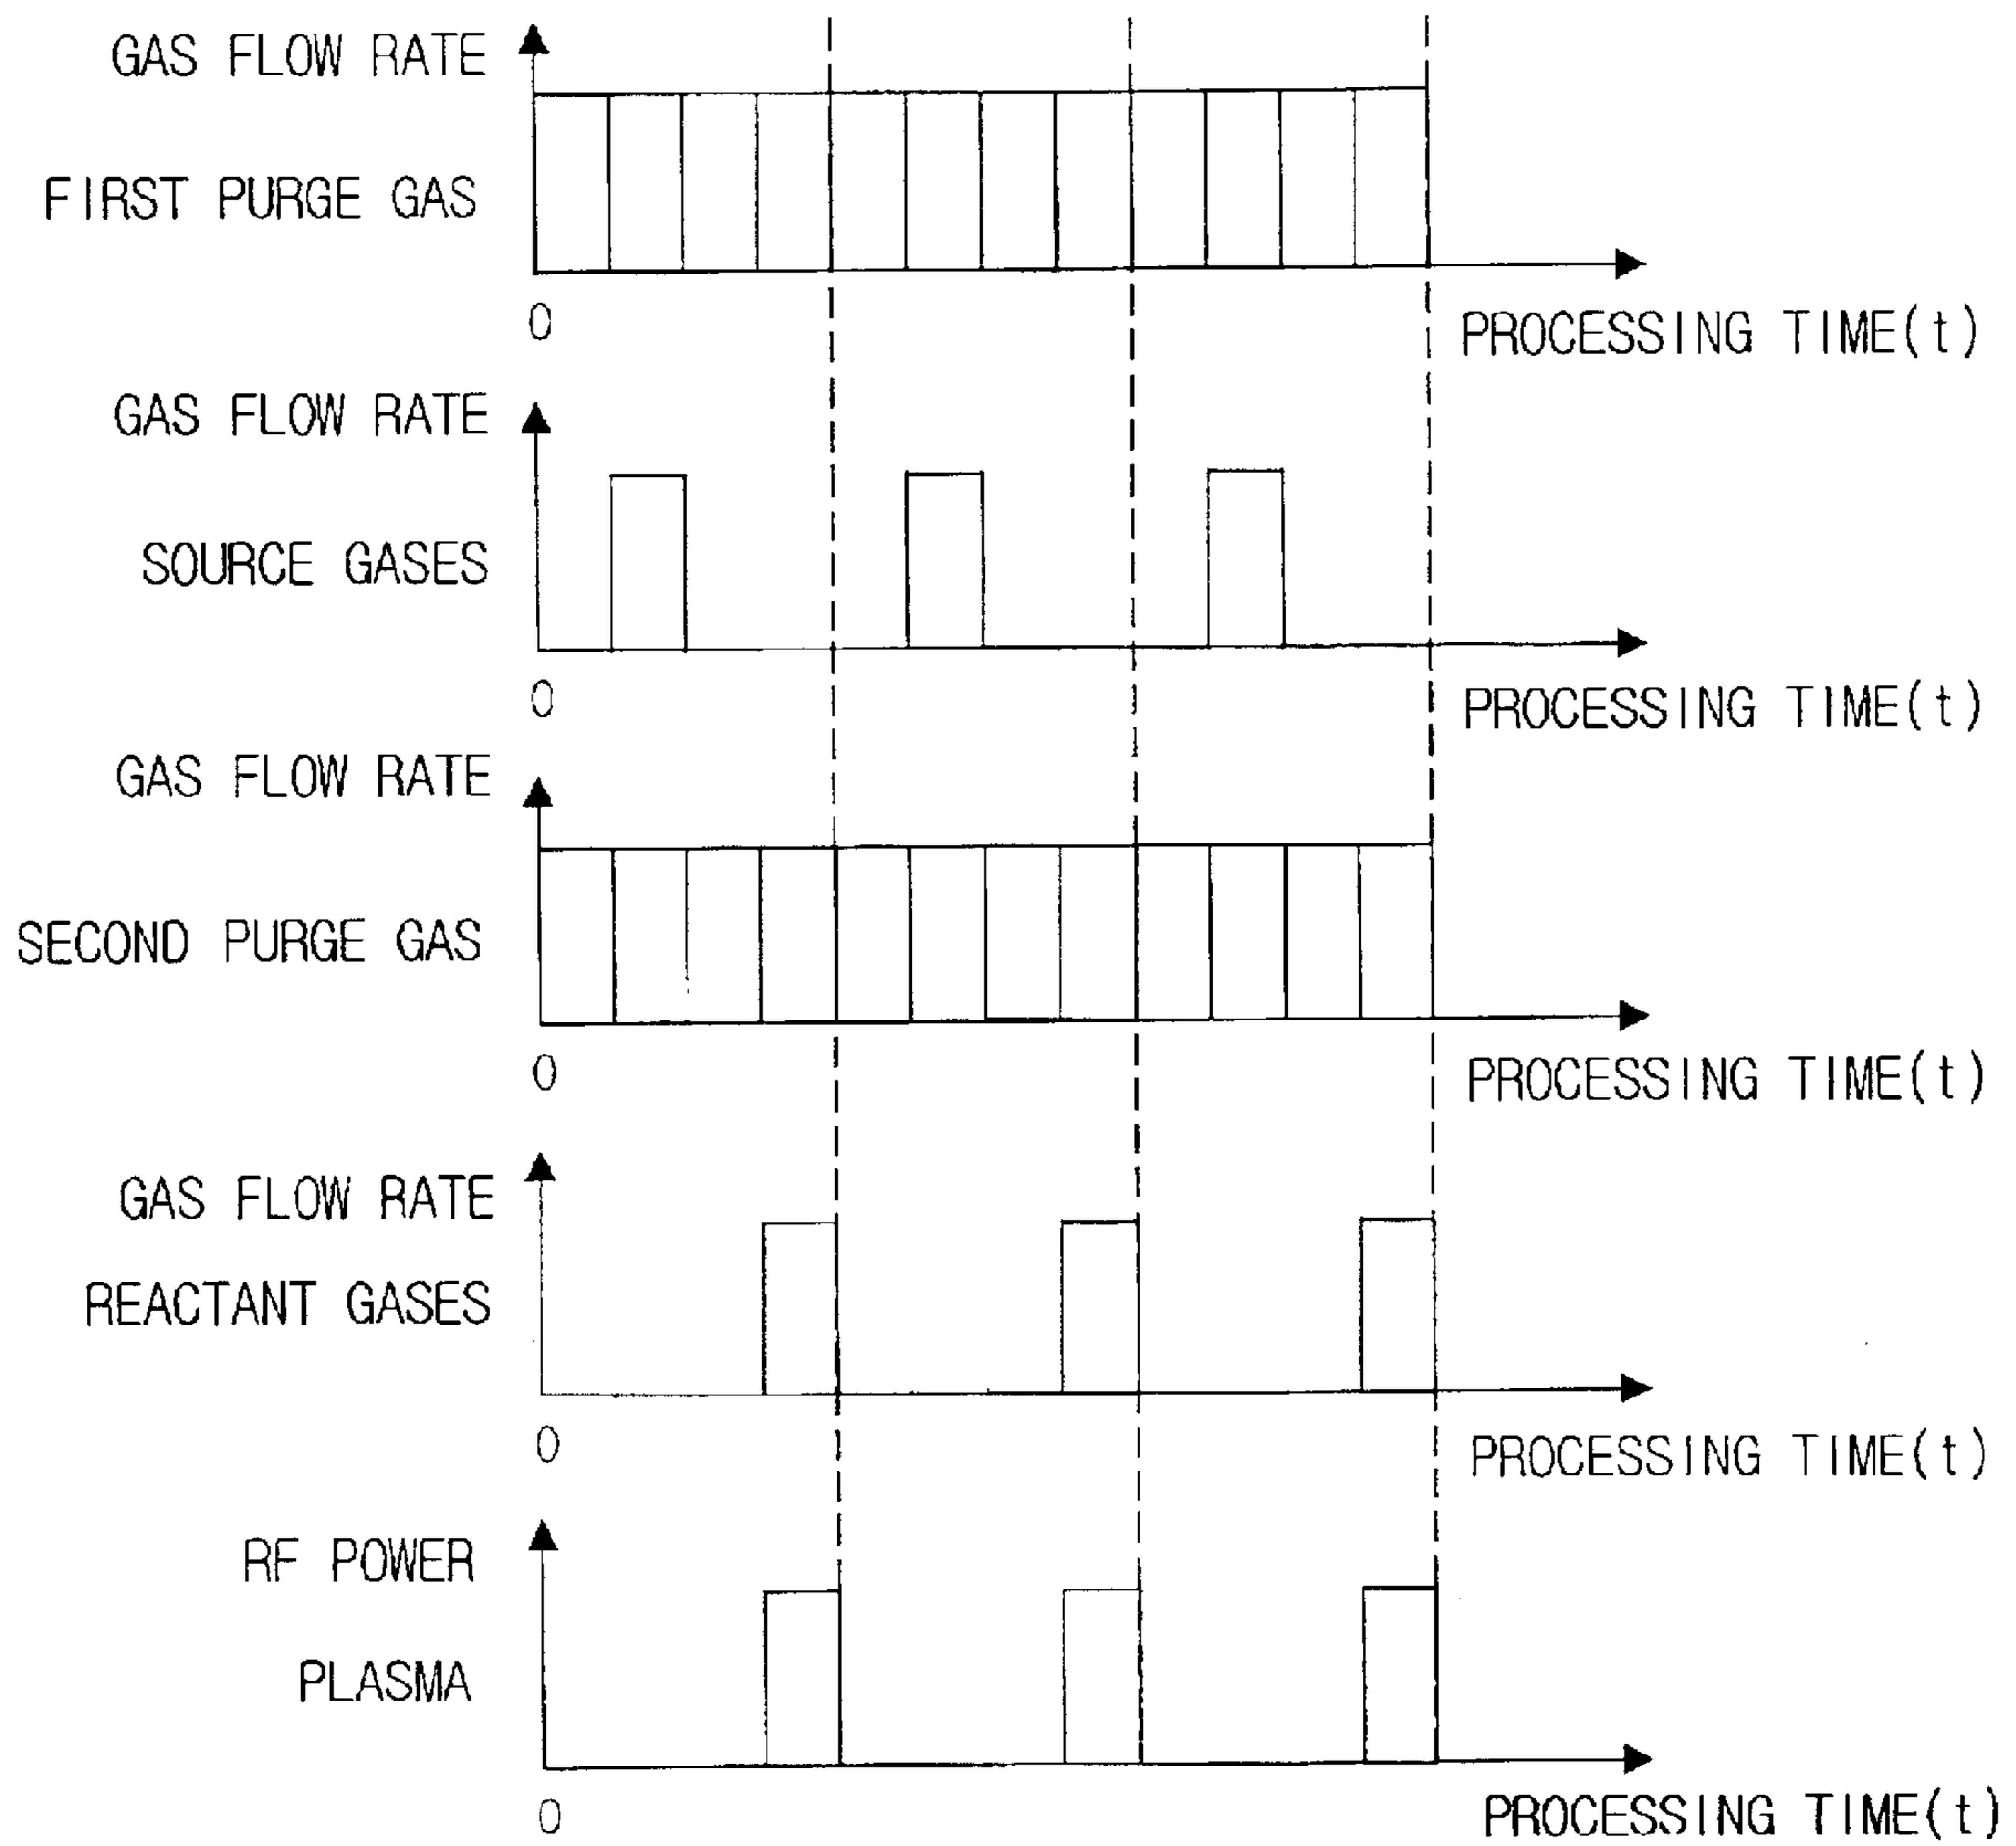 GAS FLOW RATE
FIRST PURGE GAS
0
PROCESSING TIME(t)
GAS FLOW RATE
SOURCE GASES
0
PROCESSING TIME(t)
GAS FLOW RATE
SECOND PURGE GAS
0
PROCESSING TIME(t)
GAS FLOW RATE
REACTANT GASES
0
PROCESSING TIME(t)
RF POWER
PLASMA
0
PROCESSING TIME(t)